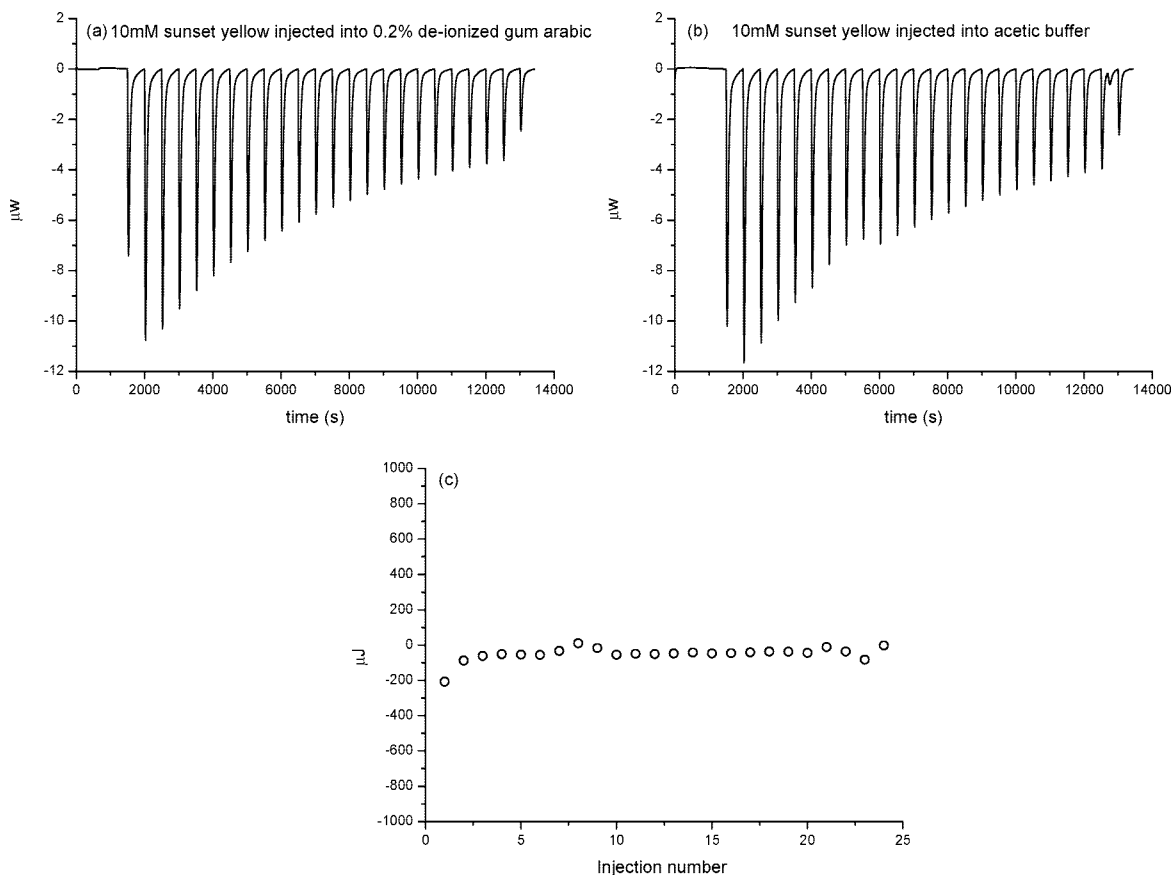 (a) 10mM sunset yellow injected into 0.2% de-ionized gum arabic
2
0
-2
-4
-6
-8
-10
-12
μw
0 2000 4000 6000 8000 10000 12000 14000
time (s)
(b) 10mM sunset yellow injected into acetic buffer
2
0
-2
-4
-6
-8
-10
-12
μw
0 2000 4000 6000 8000 10000 12000 14000
time (s)
(c)
1000
800
600
400
200
0
-200
-400
-600
-800
-1000
μJ
0 5 10 15 20 25
Injection number